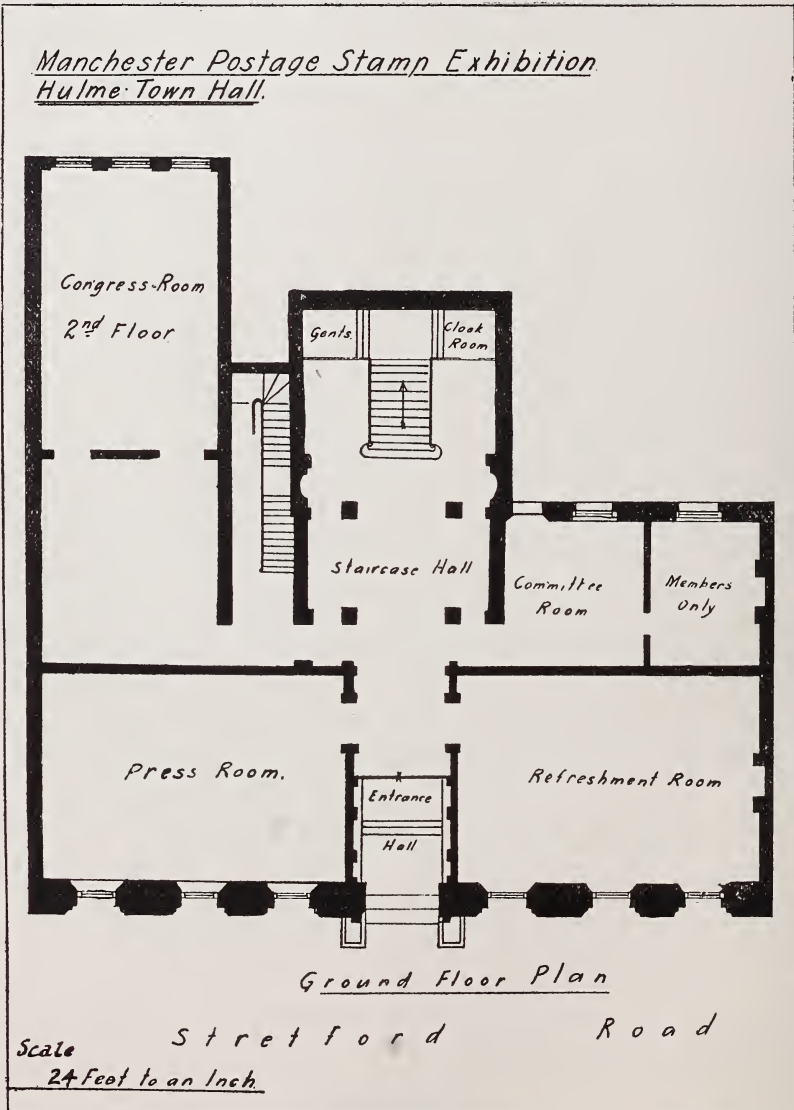 Manchester Postage Stamp Exhibition.
Hulme Town Hall.
Congress-Room
2nd Floor
Gents.
Cloak
Room
Staircase Hall
Committee
Room
Members
Only
Press Room.
Refreshment Room
Entrance
Hall
Ground Floor Plan
Stretford Road
Scale
24 Feet to an Inch.